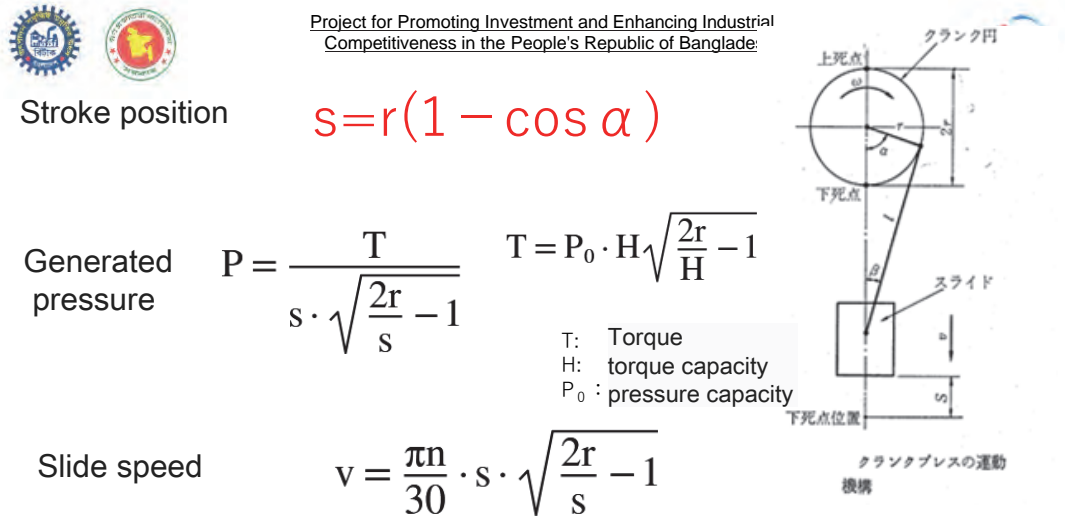 Project for Promoting Investment and Enhancing Industrial
Competitiveness in the People's Republic of Banglades
Stroke position
s=r(1－cosα)
Generated
pressure
P = T / (s·√(2r/s − 1))
T = P₀·H√(2r/H − 1)
T: Torque
H: torque capacity
P₀ : pressure capacity
Slide speed
v = πn/30 · s · √(2r/s − 1)
クランク円
上死点
ω
r
2r
α
下死点
l
β
スライド
v
S
下死点位置
クランクプレスの運動
機構